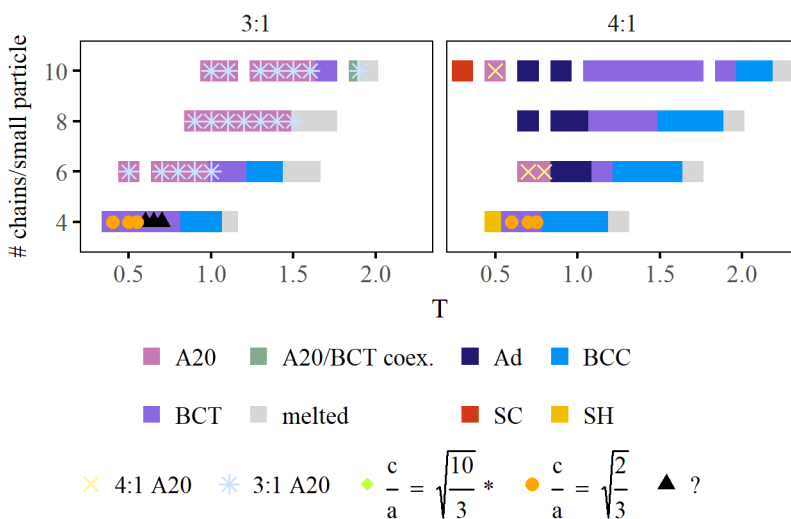 3:1 4:1
# chains/small particle
10
8
6
4
0.5 1.0 1.5 2.0 0.5 1.0 1.5 2.0
T
A20 A20/BCT coex. Ad BCC
BCT melted SC SH
4:1 A20 3:1 A20 c/a = √10/3 * c/a = √2/3 ?